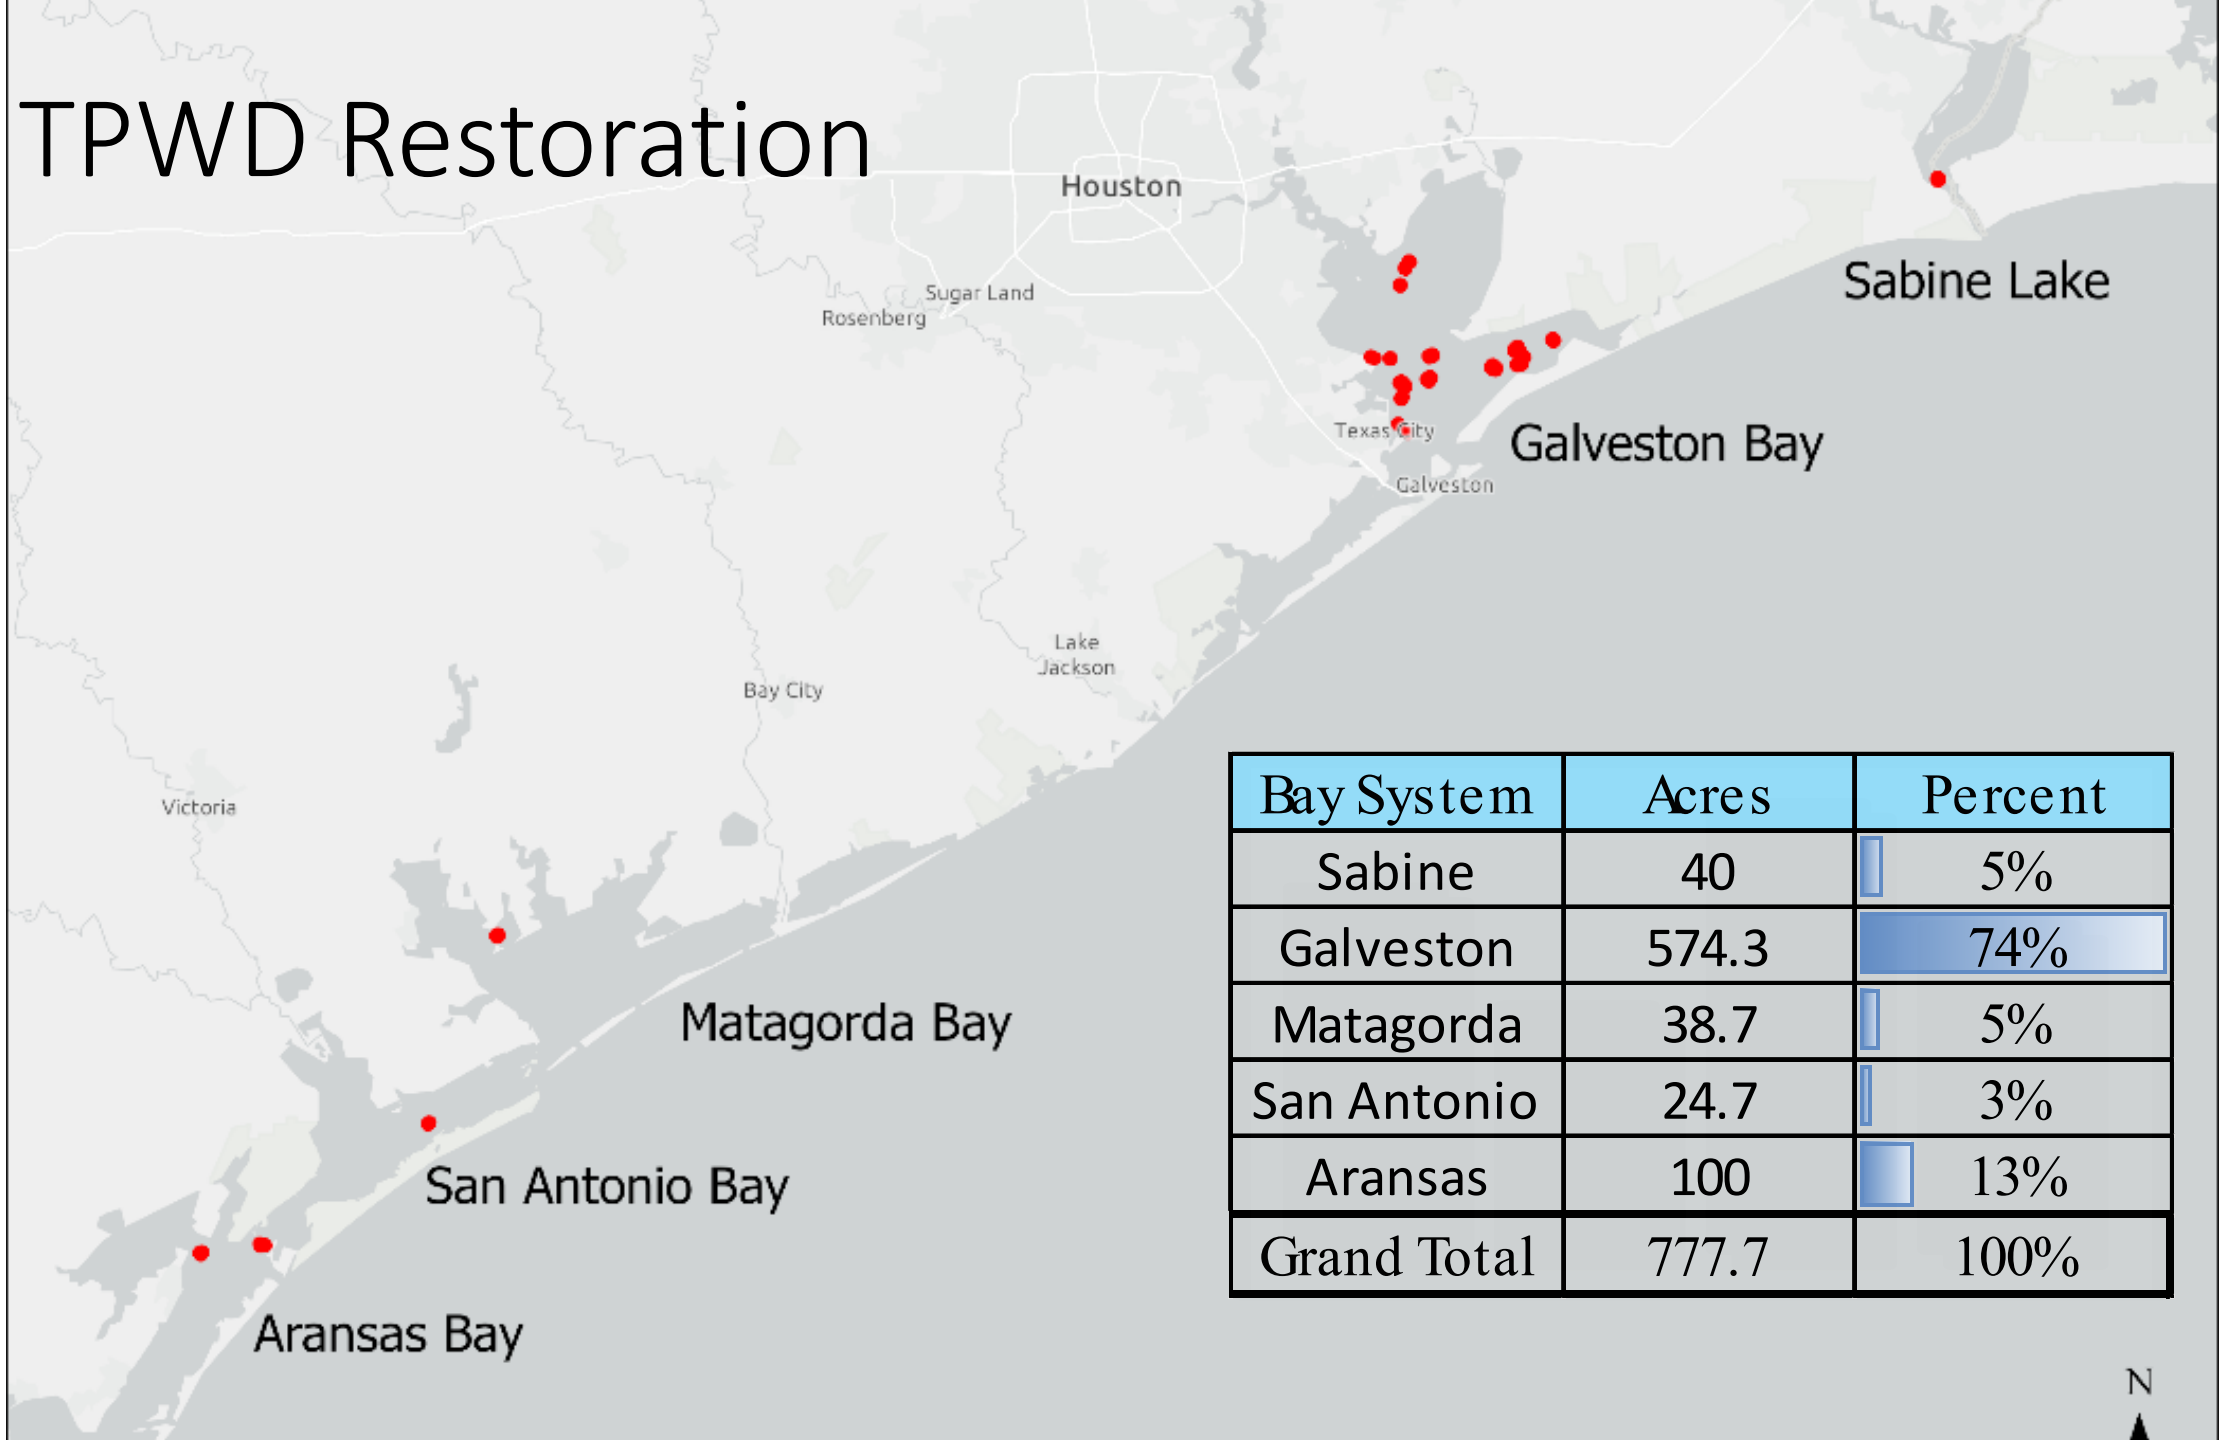 TPWD Restoration
Houston
Sugar Land
Rosenberg
Sabine Lake
Texas City
Galveston Bay
Galveston
Lake
Jackson
Bay City
Victoria
Matagorda Bay
San Antonio Bay
Aransas Bay
Bay System Acres Percent
Sabine 40 5%
Galveston 574.3 74%
Matagorda 38.7 5%
San Antonio 24.7 3%
Aransas 100 13%
Grand Total 777.7 100%
N